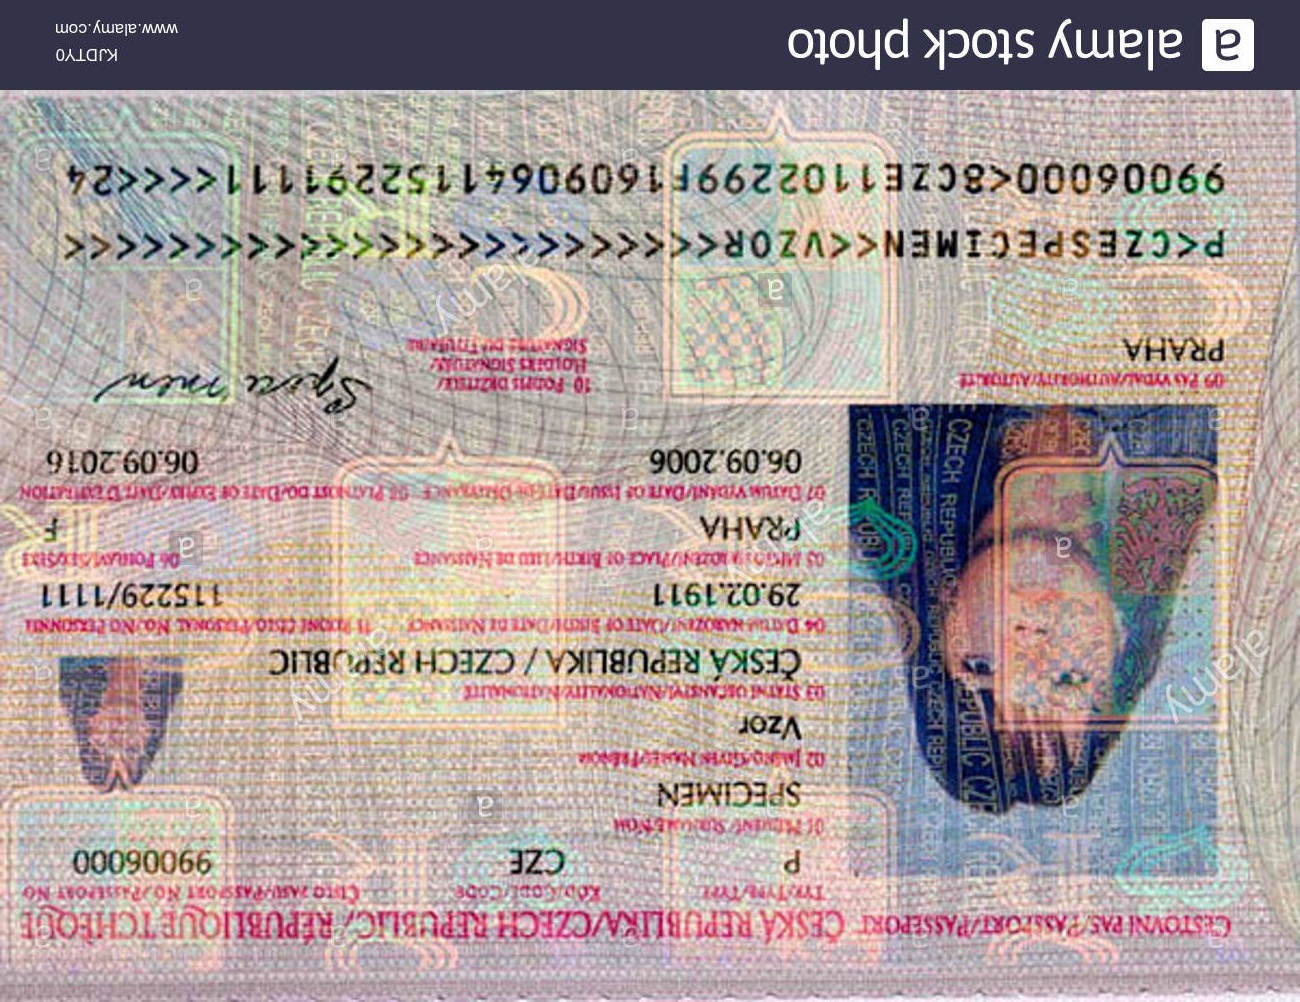 CESTOVNÍ PAS/PASSPORT/PASSEPORT ČESKÁ REPUBLIKA/CZECH REPUBLIC/RÉPUBLIQUE TCHÈQUE
TYP/TYPE/TYPE KÓD/CODE/CODE ČÍSLO PASU/PASSPORT NO./PASSEPORT NO
P CZE 99006000
01 PŘÍJMENÍ/SURNAME/NOM
SPECIMEN
02 JMÉNO/GIVEN NAMES/PRÉNOM
Vzor
03 STÁTNÍ OBČANSTVÍ/NATIONALITY/NATIONALITÉ
ČESKÁ REPUBLIKA / CZECH REPUBLIC
04 DATUM NAROZENÍ/DATE OF BIRTH/DATE DE NAISSANCE 11 RODNÉ ČÍSLO/PERSONAL NO./NO PERSONNEL
29.02.1911 115229/1111
05 MÍSTO NAROZENÍ/PLACE OF BIRTH/LIEU DE NAISSANCE 06 POHLAVÍ/SEX/SEXE
PRAHA F
07 DATUM VYDÁNÍ/DATE OF ISSUE/DATE DE DÉLIVRANCE 08 PLATNOST DO/DATE OF EXPIRY/DATE D'EXPIRATION
06.09.2006 06.09.2016
09 PAS VYDAL/AUTHORITY/AUTORITÉ
PRAHA
10 PODPIS DRŽITELE/
HOLDER'S SIGNATURE/
SIGNATURE DU TITULAIRE
Specimen
P<CZESPECIMEN<<VZOR<<<<<<<<<<<<<<<<<<<<<<<<<
99006000<8CZE1102299F16090641152291111<<<<24
a alamy stock photo
KJDTY0
www.alamy.com